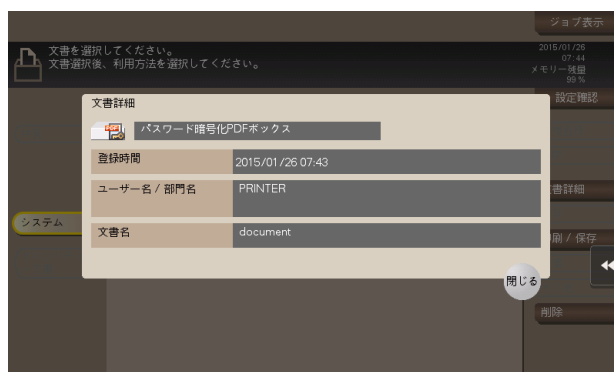 ジョブ表示
文書を選択してください。
文書選択後、利用方法を選択してください。
2015/01/26
07:44
メモリー残量
99 %
設定確認
文書詳細
パスワード暗号化PDFボックス
登録時間
2015/01/26 07:43
ユーザー名 / 部門名
PRINTER
書詳細
システム
文書名
document
刷 / 保存
閉じる
削除